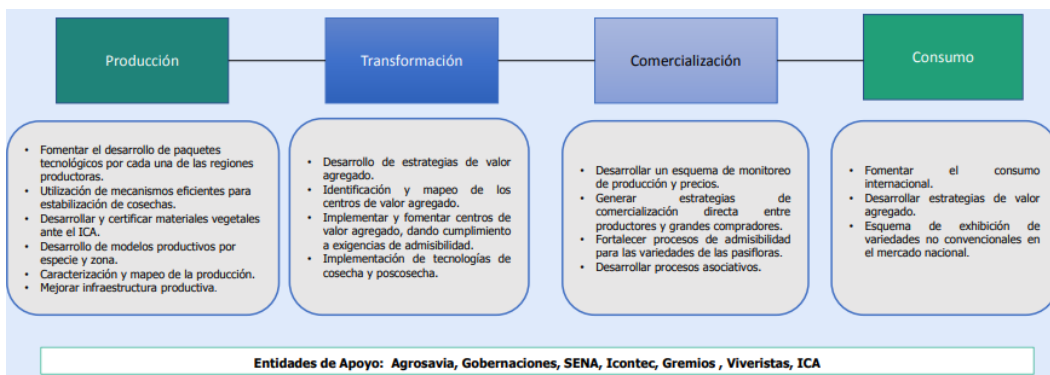 Producción
Transformación
Comercialización
Consumo
• Fomentar el desarrollo de paquetes
tecnológicos por cada una de las regiones
productoras.
• Utilización de mecanismos eficientes para
estabilización de cosechas.
• Desarrollar y certificar materiales vegetales
ante el ICA.
• Desarrollo de modelos productivos por
especie y zona.
• Caracterización y mapeo de la producción.
• Mejorar infraestructura productiva.
• Desarrollo de estrategias de valor
agregado.
• Identificación y mapeo de los
centros de valor agregado.
• Implementar y fomentar centros de
valor agregado, dando cumplimiento
a exigencias de admisibilidad.
• Implementación de tecnologías de
cosecha y poscosecha.
• Desarrollar un esquema de monitoreo
de producción y precios.
• Generar estrategias de
comercialización directa entre
productores y grandes compradores.
• Fortalecer procesos de admisibilidad
para las variedades de las pasifloras.
• Desarrollar procesos asociativos.
• Fomentar el consumo
internacional.
• Desarrollar estrategias de valor
agregado.
• Esquema de exhibición de
variedades no convencionales en
el mercado nacional.
Entidades de Apoyo: Agrosavia, Gobernaciones, SENA, Icontec, Gremios , Viveristas, ICA